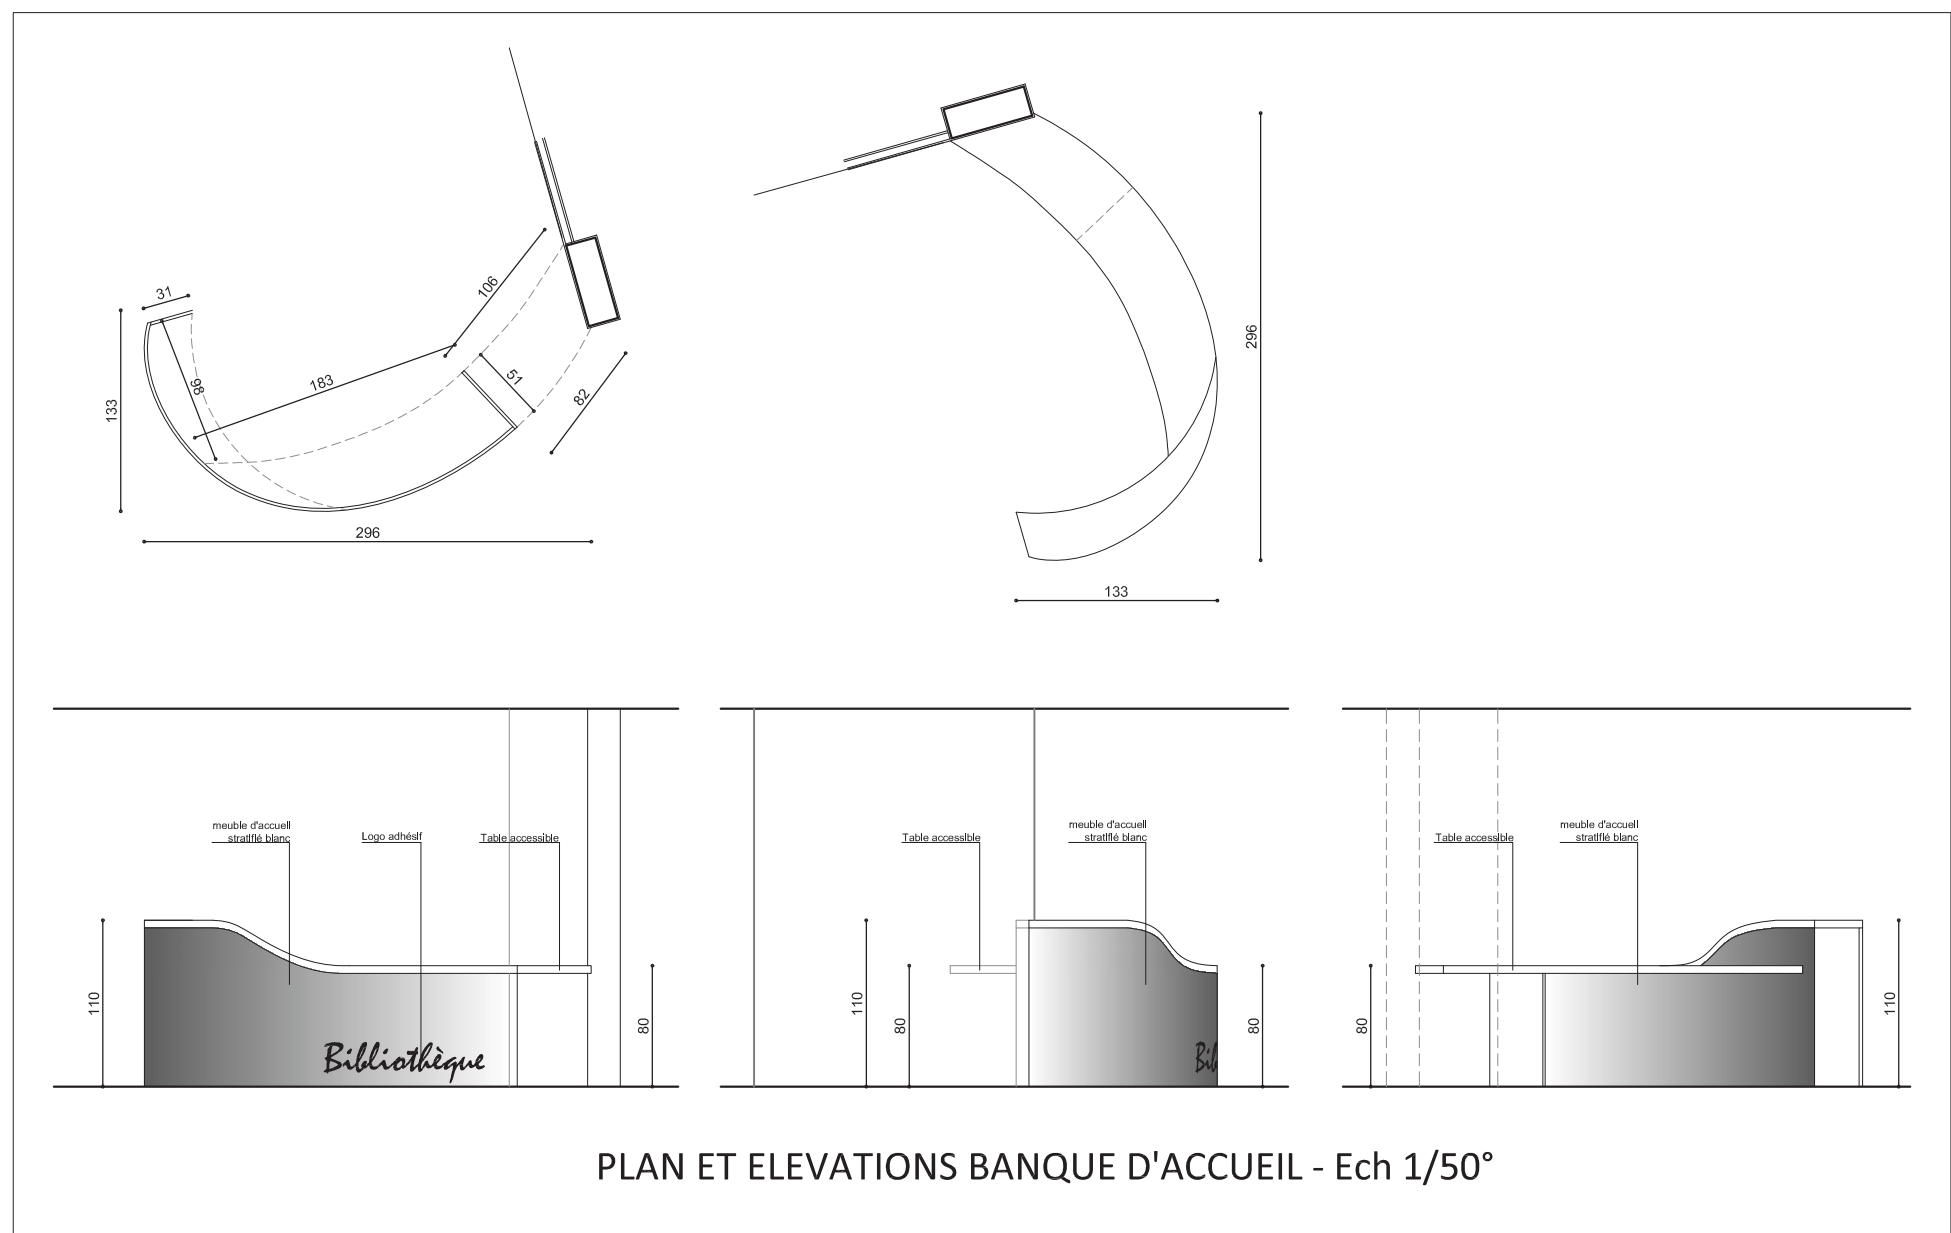 31
106
133
98
183
51
82
296
296
133
meuble d'accueil
stratifié blanc
Logo adhésif
Table accessible
110
80
Bibliothèque
Table accessible
meuble d'accueil
stratifié blanc
110
80
80
Bib
Table accessible
meuble d'accueil
stratifié blanc
80
110
PLAN ET ELEVATIONS BANQUE D'ACCUEIL - Ech 1/50°